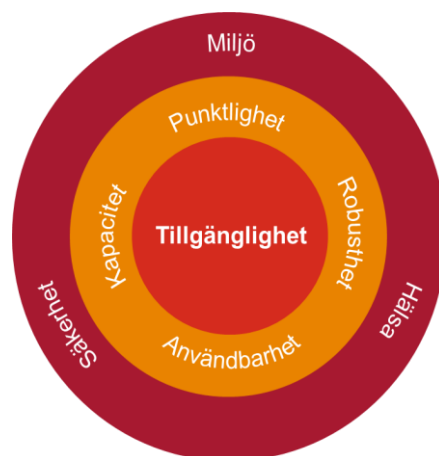 Miljö
Punktlighet
Kapacitet
Robusthet
Tillgänglighet
Användbarhet
Säkerhet
Hälsa